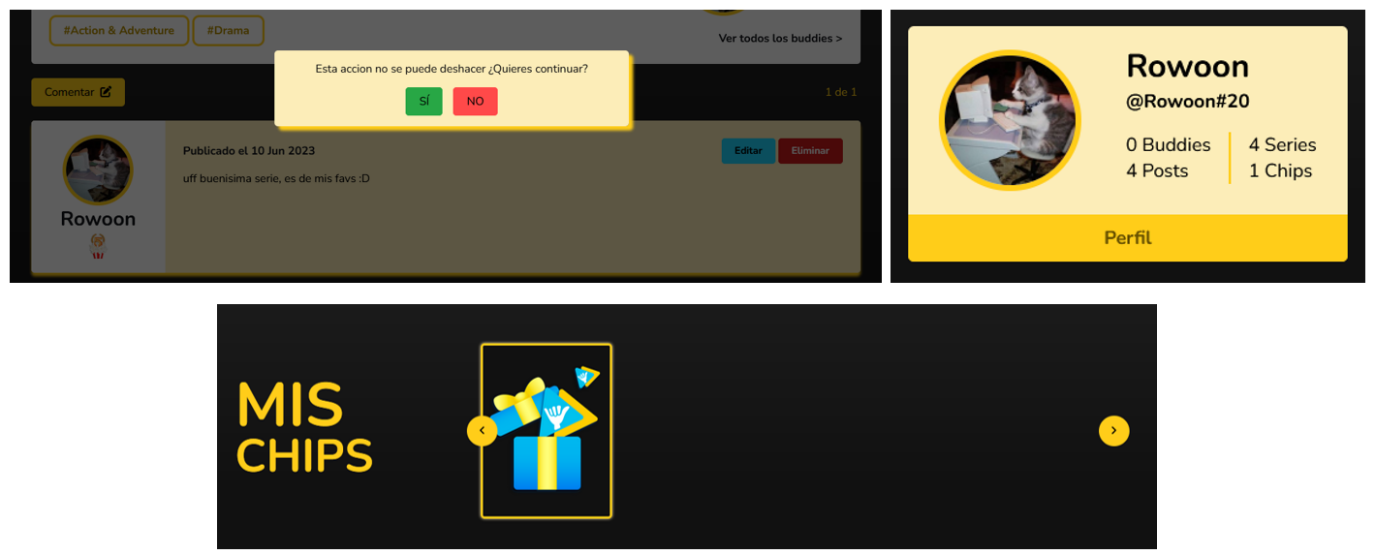 #Action & Adventure #Drama
Ver todos los buddies >
Esta accion no se puede deshacer ¿Quieres continuar?
SÍ NO
Comentar
1 de 1
Publicado el 10 Jun 2023
Editar Eliminar
uff buenisima serie, es de mis favs :D
Rowoon
Rowoon
@Rowoon#20
0 Buddies 4 Series
4 Posts 1 Chips
Perfil
MIS
CHIPS